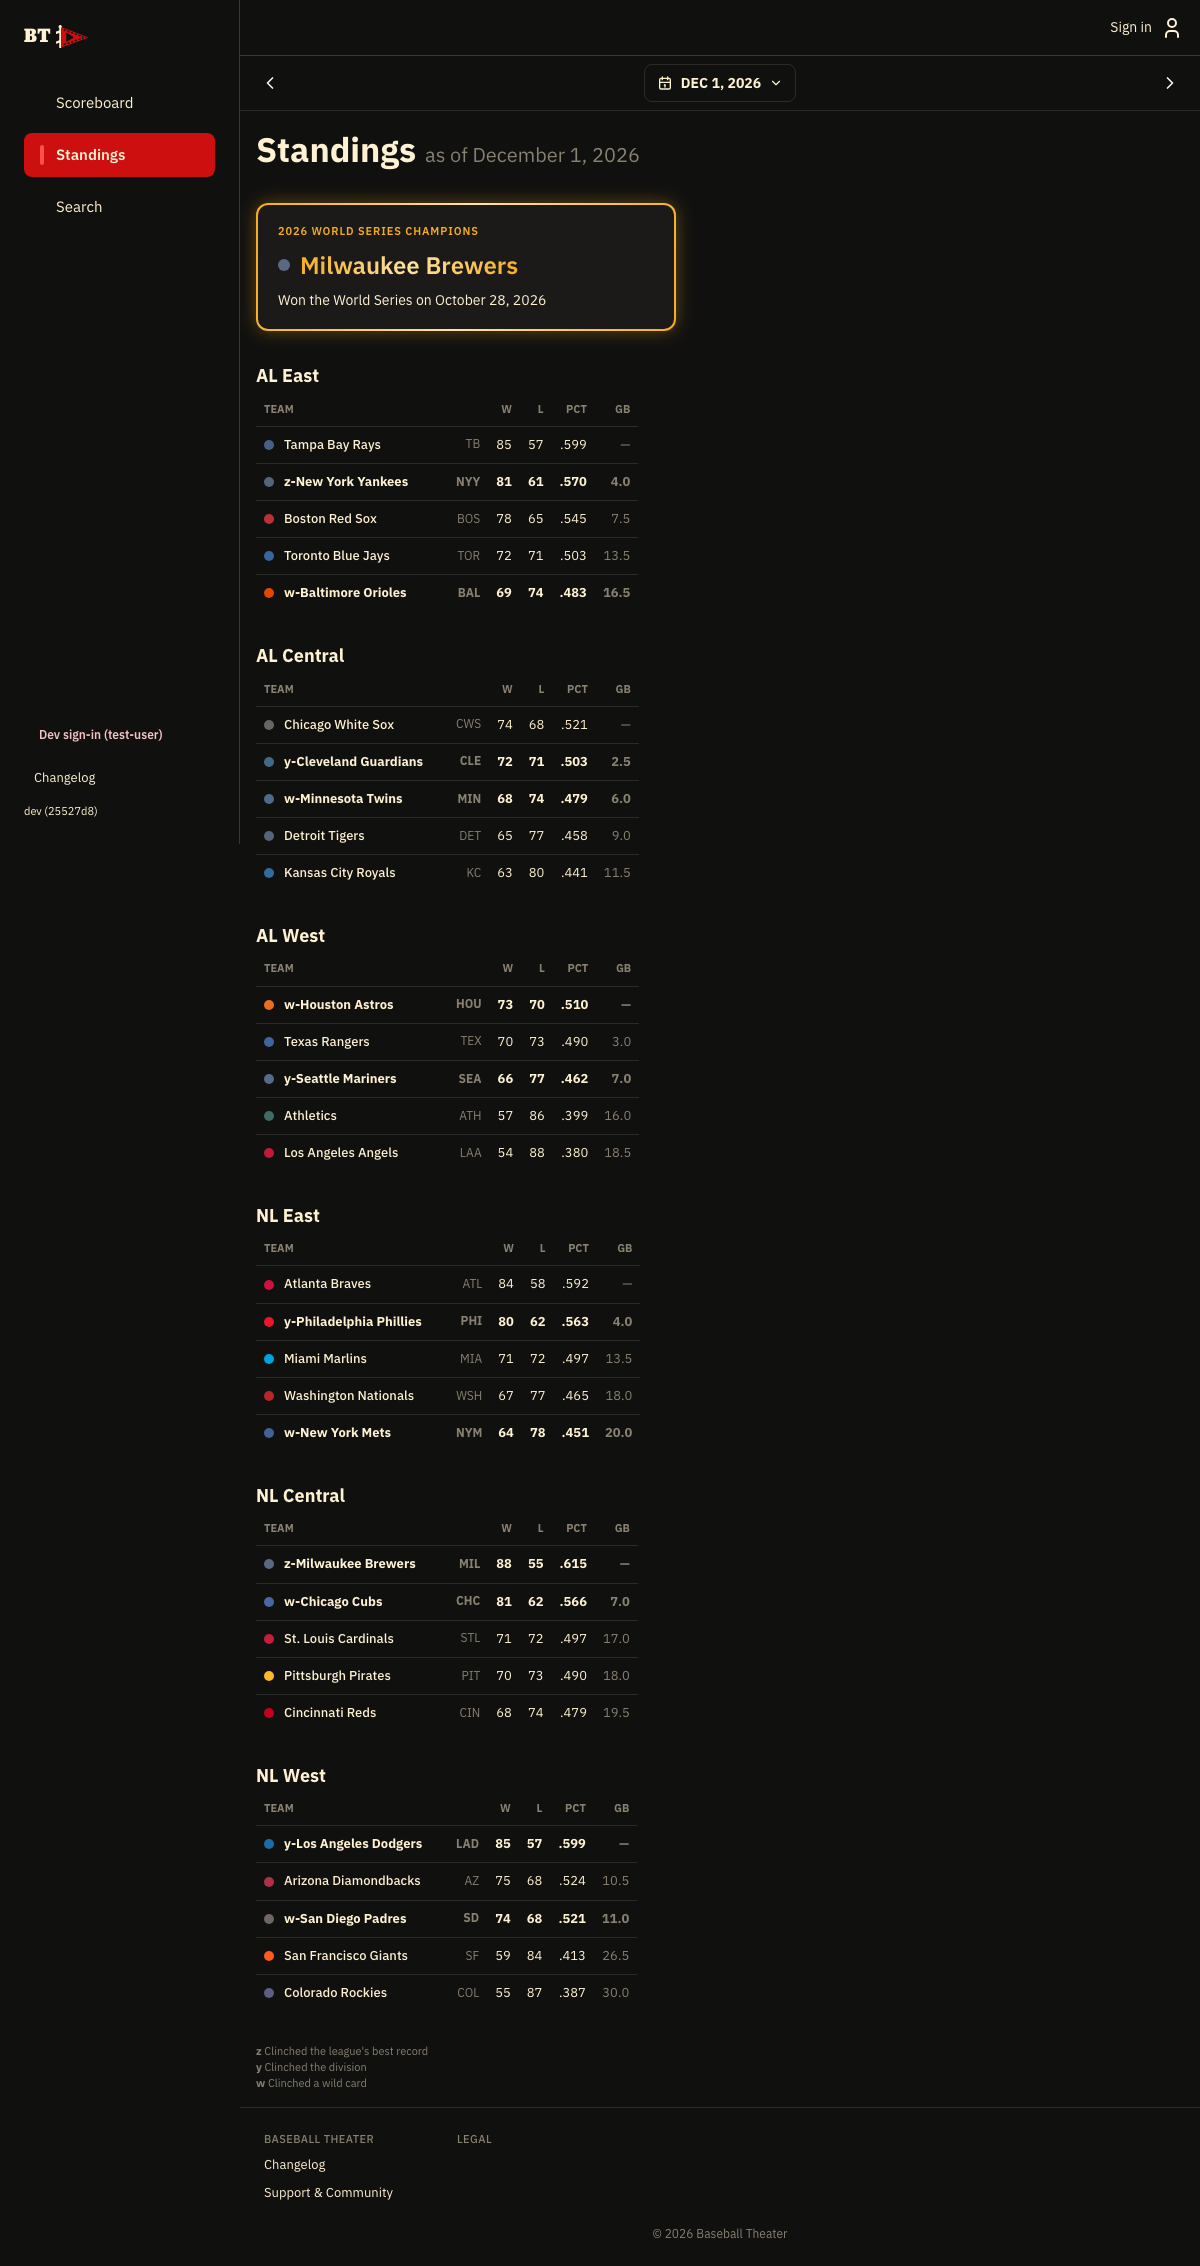 BT
Sign in
Scoreboard
Standings
Search
DEC 1, 2026
Standings as of December 1, 2026
2026 WORLD SERIES CHAMPIONS
Milwaukee Brewers
Won the World Series on October 28, 2026
AL East
TEAM W L PCT GB
Tampa Bay Rays TB 85 57 .599 —
z-New York Yankees NYY 81 61 .570 4.0
Boston Red Sox BOS 78 65 .545 7.5
Toronto Blue Jays TOR 72 71 .503 13.5
w-Baltimore Orioles BAL 69 74 .483 16.5
AL Central
TEAM W L PCT GB
Chicago White Sox CWS 74 68 .521 —
y-Cleveland Guardians CLE 72 71 .503 2.5
w-Minnesota Twins MIN 68 74 .479 6.0
Detroit Tigers DET 65 77 .458 9.0
Kansas City Royals KC 63 80 .441 11.5
Dev sign-in (test-user)
Changelog
dev (25527d8)
AL West
TEAM W L PCT GB
w-Houston Astros HOU 73 70 .510 —
Texas Rangers TEX 70 73 .490 3.0
y-Seattle Mariners SEA 66 77 .462 7.0
Athletics ATH 57 86 .399 16.0
Los Angeles Angels LAA 54 88 .380 18.5
NL East
TEAM W L PCT GB
Atlanta Braves ATL 84 58 .592 —
y-Philadelphia Phillies PHI 80 62 .563 4.0
Miami Marlins MIA 71 72 .497 13.5
Washington Nationals WSH 67 77 .465 18.0
w-New York Mets NYM 64 78 .451 20.0
NL Central
TEAM W L PCT GB
z-Milwaukee Brewers MIL 88 55 .615 —
w-Chicago Cubs CHC 81 62 .566 7.0
St. Louis Cardinals STL 71 72 .497 17.0
Pittsburgh Pirates PIT 70 73 .490 18.0
Cincinnati Reds CIN 68 74 .479 19.5
NL West
TEAM W L PCT GB
y-Los Angeles Dodgers LAD 85 57 .599 —
Arizona Diamondbacks AZ 75 68 .524 10.5
w-San Diego Padres SD 74 68 .521 11.0
San Francisco Giants SF 59 84 .413 26.5
Colorado Rockies COL 55 87 .387 30.0
z Clinched the league's best record
y Clinched the division
w Clinched a wild card
BASEBALL THEATER LEGAL
Changelog
Support & Community
© 2026 Baseball Theater